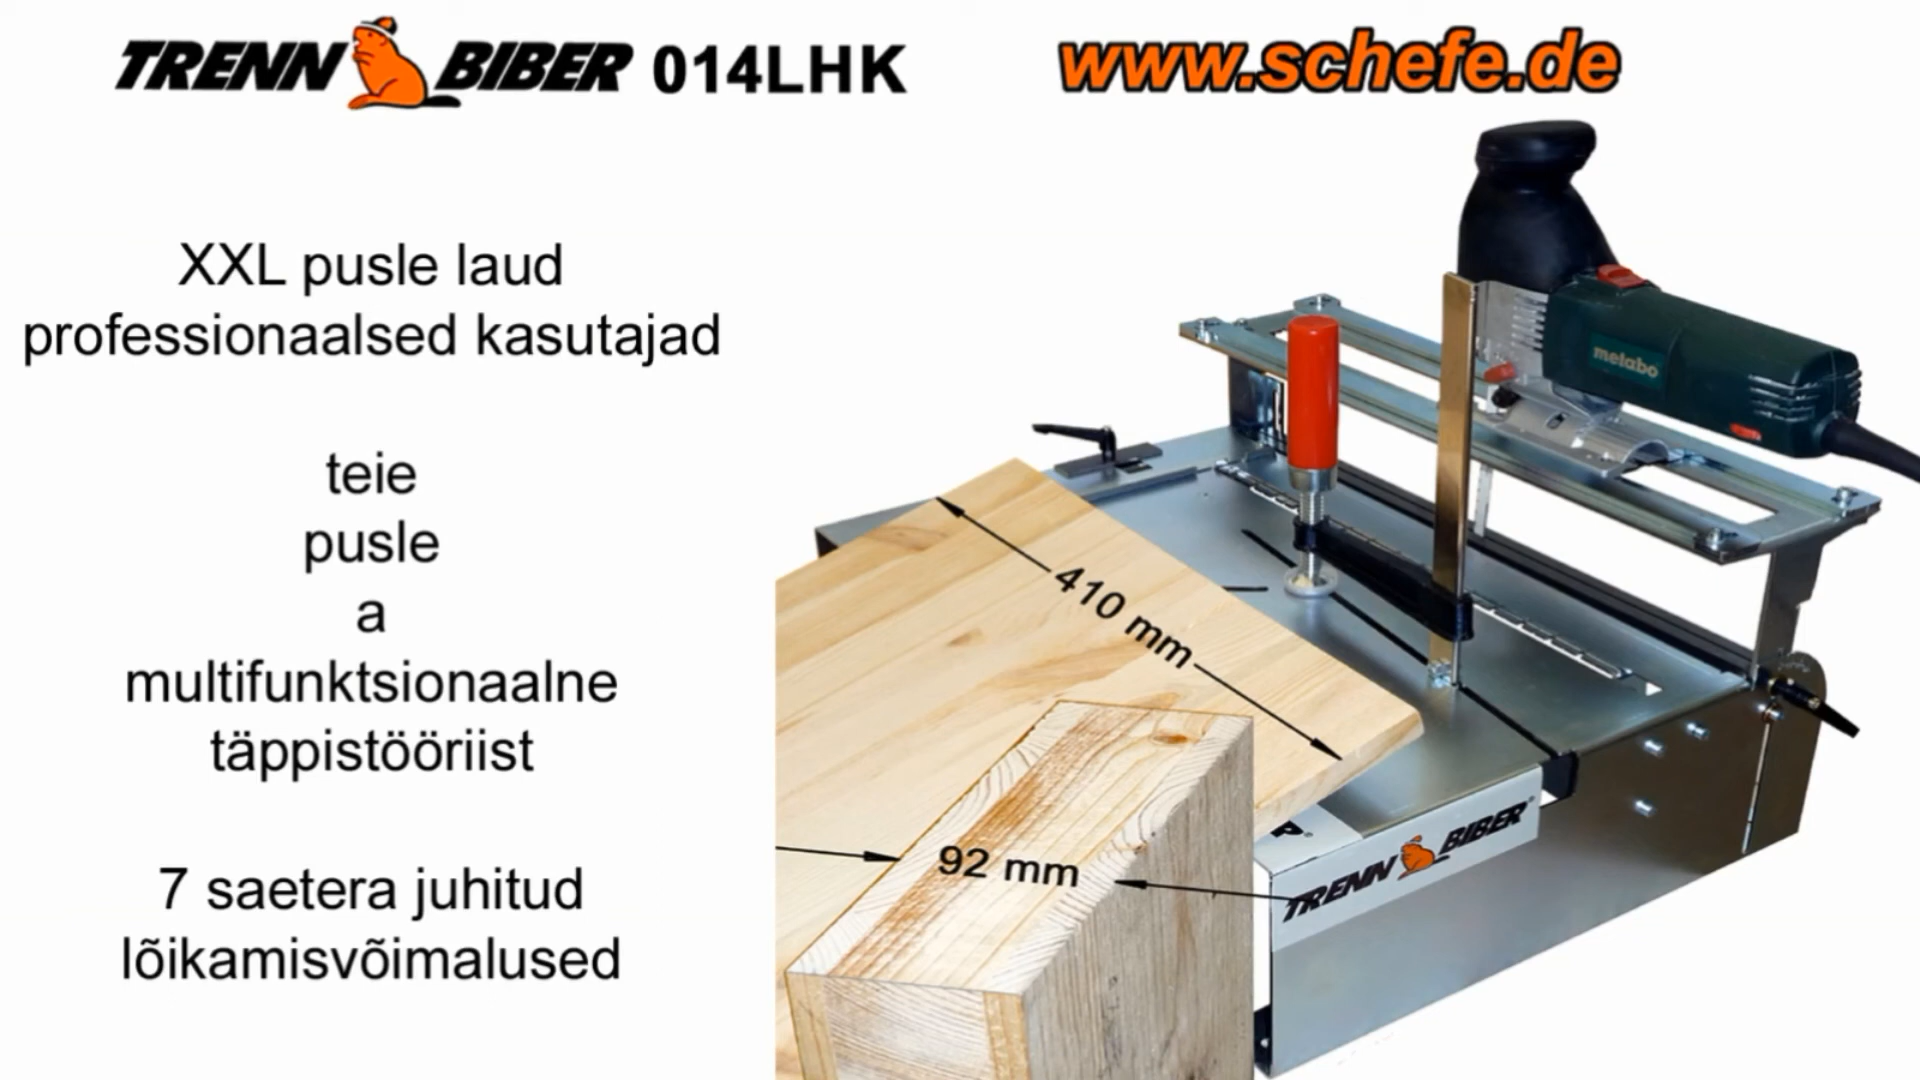 TRENN BIBER 014LHK
www.schefe.de
XXL pusle laud
professionaalsed kasutajad
teie
pusle
a
multifunktsionaalne
täppistööriist
7 saetera juhitud
lõikamisvõimalused
metabo
410 mm
92 mm
TRENN BIBER